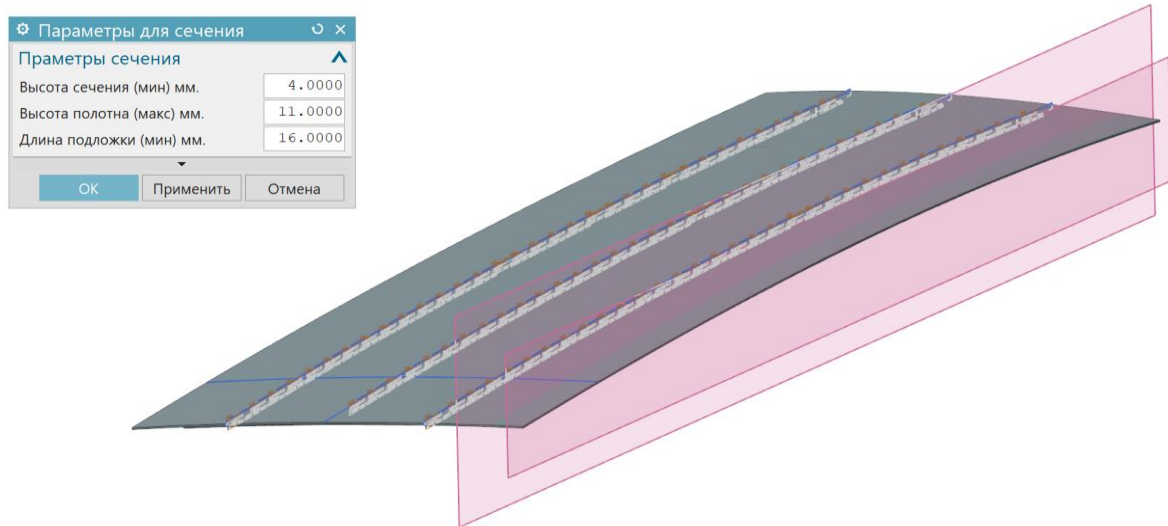 Параметры для сечения
Праметры сечения
Высота сечения (мин) мм. 4.0000
Высота полотна (макс) мм. 11.0000
Длина подложки (мин) мм. 16.0000
ОК Применить Отмена